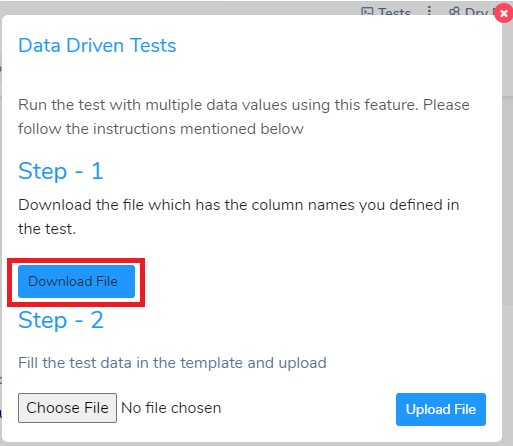 Tests
Dry
Data Driven Tests
Run the test with multiple data values using this feature. Please
follow the instructions mentioned below
Step - 1
Download the file which has the column names you defined in
the test.
Download File
Step - 2
Fill the test data in the template and upload
Choose File No file chosen
Upload File